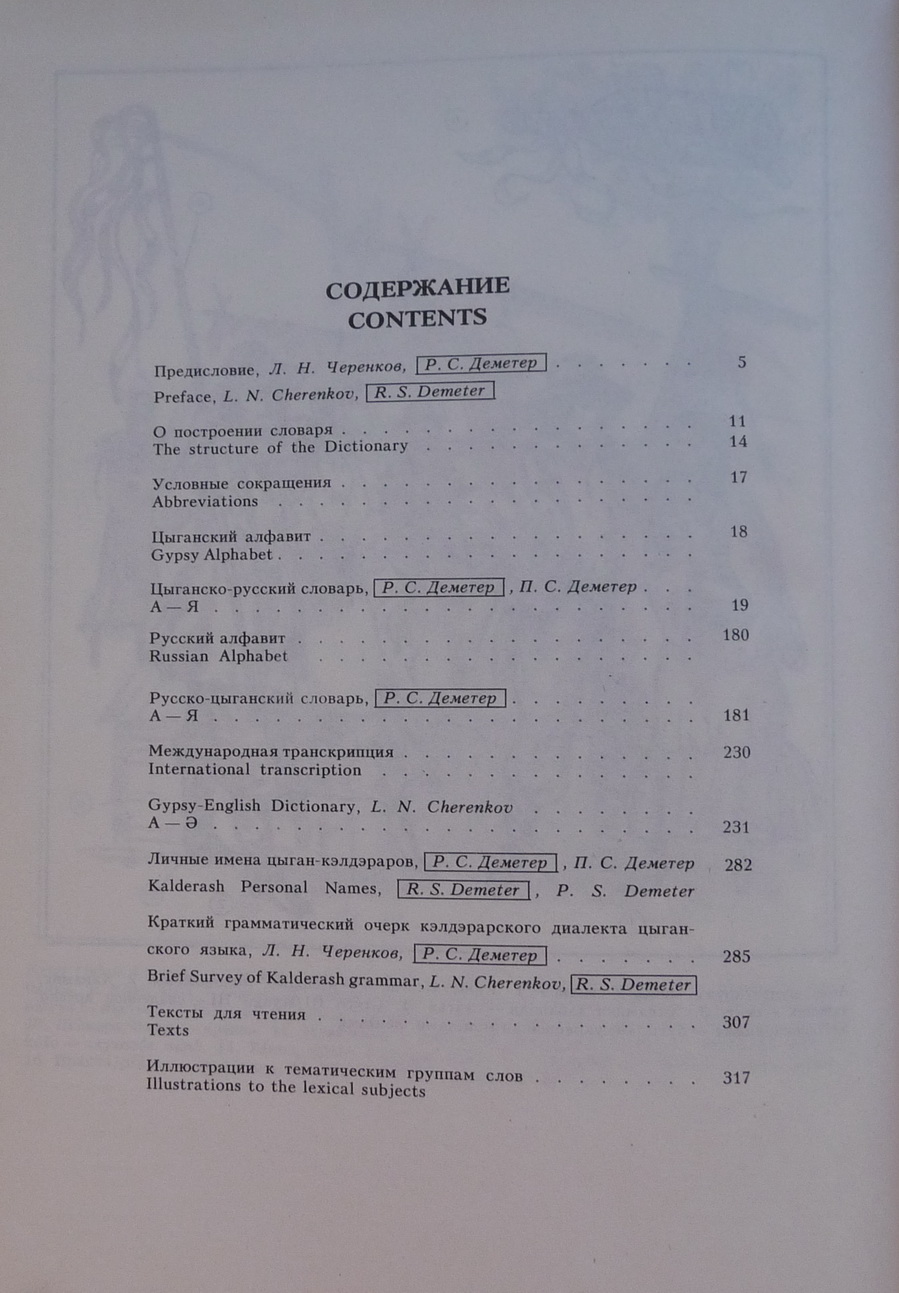 СОДЕРЖАНИЕ
CONTENTS
Предисловие, Л. Н. Черенков, Р. С. Деметер . . . . . . . 5
Preface, L. N. Cherenkov, R. S. Demeter
О построении словаря . . . . . . . . . . . . . . 11
The structure of the Dictionary . . . . . . . . . . . 14
Условные сокращения . . . . . . . . . . . . . . 17
Abbreviations . . . . . . . . . . . . . . . . .
Цыганский алфавит . . . . . . . . . . . . . . . 18
Gypsy Alphabet . . . . . . . . . . . . . . . . .
Цыганско-русский словарь, Р. С. Деметер, П. С. Деметер . . .
А — Я . . . . . . . . . . . . . . . . . . . 19
Русский алфавит . . . . . . . . . . . . . . . . 180
Russian Alphabet . . . . . . . . . . . . . . .
Русско-цыганский словарь, Р. С. Деметер . . . . . . . . .
А — Я . . . . . . . . . . . . . . . . . . . 181
Международная транскрипция . . . . . . . . . . . . 230
International transcription . . . . . . . . . . . . .
Gypsy-English Dictionary, L. N. Cherenkov . . . . . . .
А — Ә . . . . . . . . . . . . . . . . . . . 231
Личные имена цыган-кэлдэраров, Р. С. Деметер, П. С. Деметер 282
Kalderash Personal Names, R. S. Demeter, P. S. Demeter
Краткий грамматический очерк кэлдэрарского диалекта цыган-
ского языка, Л. Н. Черенков, Р. С. Деметер . . . . . . . 285
Brief Survey of Kalderash grammar, L. N. Cherenkov, R. S. Demeter
Тексты для чтения . . . . . . . . . . . . . . . 307
Texts
Иллюстрации к тематическим группам слов . . . . . . . 317
Illustrations to the lexical subjects